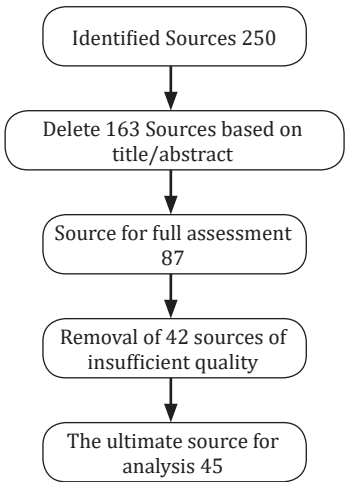 Identified Sources 250
Delete 163 Sources based on
title/abstract
Source for full assessment
87
Removal of 42 sources of
insufficient quality
The ultimate source for
analysis 45